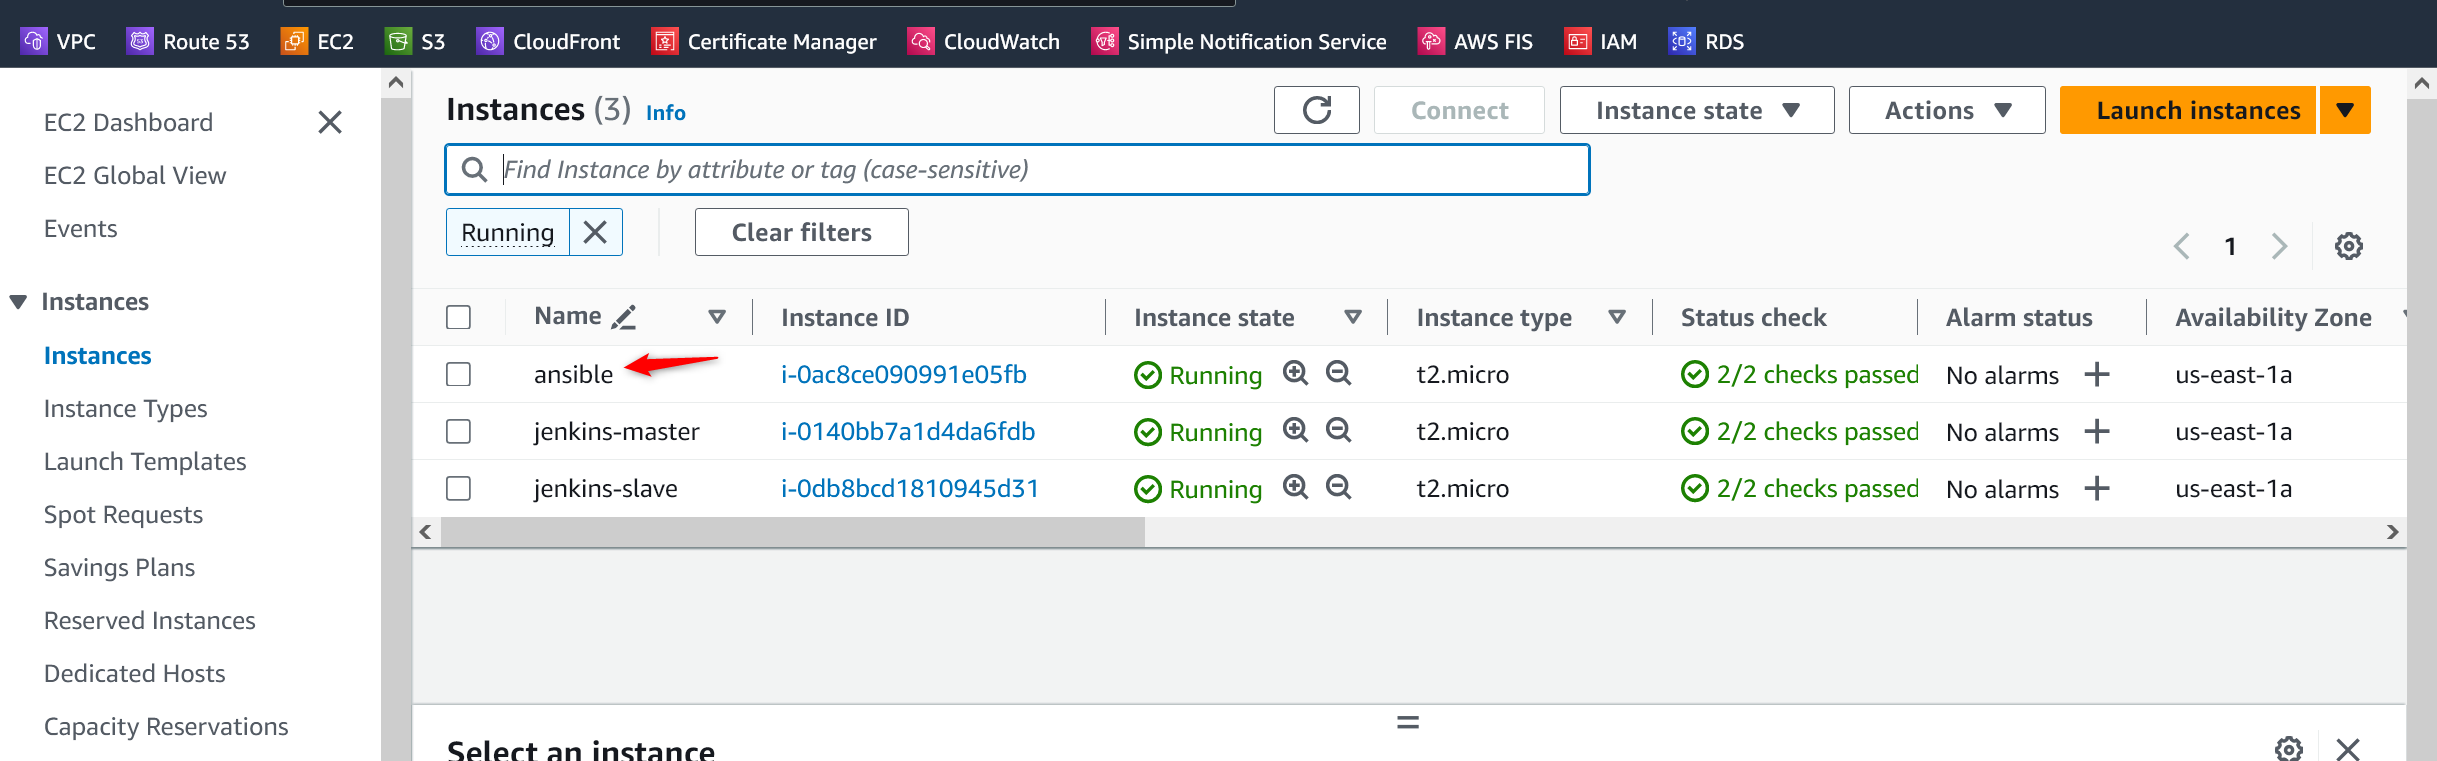 VPC Route 53 EC2 S3 CloudFront Certificate Manager CloudWatch Simple Notification Service AWS FIS IAM RDS
EC2 Dashboard
EC2 Global View
Events
Instances
Instances
Instance Types
Launch Templates
Spot Requests
Savings Plans
Reserved Instances
Dedicated Hosts
Capacity Reservations
Instances (3) Info
Connect Instance state Actions Launch instances
Find Instance by attribute or tag (case-sensitive)
Running Clear filters
1
Name Instance ID Instance state Instance type Status check Alarm status Availability Zone
ansible i-0ac8ce090991e05fb Running t2.micro 2/2 checks passed No alarms us-east-1a
jenkins-master i-0140bb7a1d4da6fdb Running t2.micro 2/2 checks passed No alarms us-east-1a
jenkins-slave i-0db8bcd1810945d31 Running t2.micro 2/2 checks passed No alarms us-east-1a
Select an instance